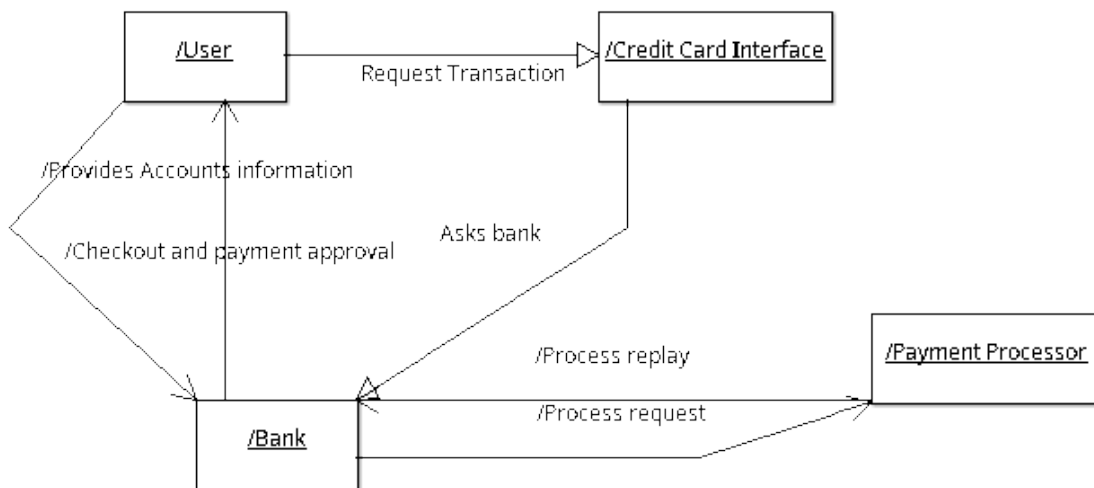 /User
/Credit Card Interface
Request Transaction
/Provides Accounts information
Asks bank
/Checkout and payment approval
/Process replay
/Payment Processor
/Process request
/Bank